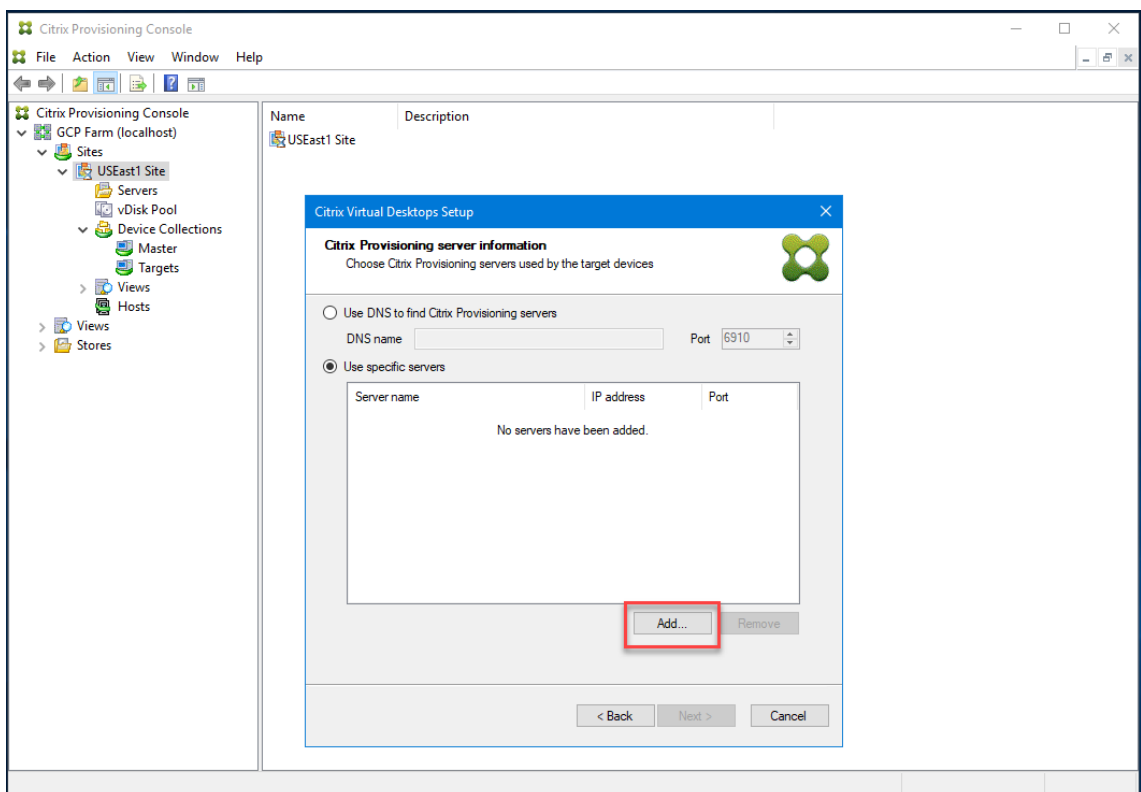 Citrix Provisioning Console
File Action View Window Help
Citrix Provisioning Console
GCP Farm (localhost)
Sites
USEast1 Site
Servers
vDisk Pool
Device Collections
Master
Targets
Views
Hosts
Views
Stores
Name Description
USEast1 Site
Citrix Virtual Desktops Setup
Citrix Provisioning server information
Choose Citrix Provisioning servers used by the target devices
Use DNS to find Citrix Provisioning servers
DNS name Port 6910
Use specific servers
Server name IP address Port
No servers have been added.
Add... Remove
< Back Next > Cancel